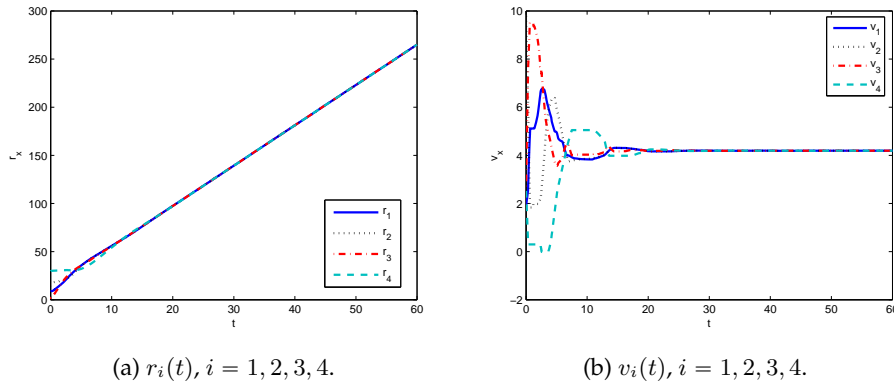 300
250
200
150
100
50
0
r_x
0 10 20 30 40 50 60
t
r_1
r_2
r_3
r_4
(a) r_i(t), i = 1, 2, 3, 4.
10
8
6
4
2
0
−2
v_x
0 10 20 30 40 50 60
t
v_1
v_2
v_3
v_4
(b) v_i(t), i = 1, 2, 3, 4.